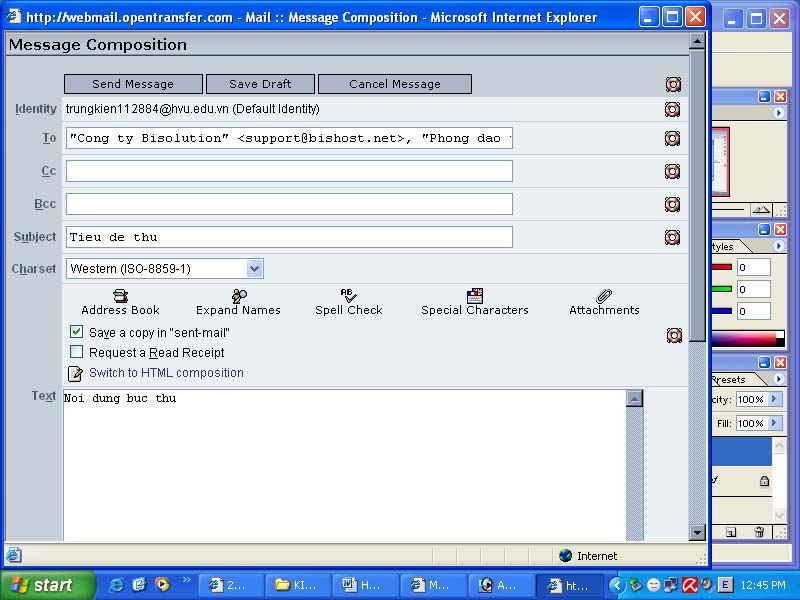 http://webmail.opentransfer.com - Mail :: Message Composition - Microsoft Internet Explorer
Message Composition
Send Message Save Draft Cancel Message
Identity trungkien112884@hvu.edu.vn (Default Identity)
To "Cong ty Bisolution" <support@bishost.net>, "Phong dao
Cc
Bcc
Subject Tieu de thu
Charset Western (ISO-8859-1)
Address Book Expand Names Spell Check Special Characters Attachments
Save a copy in "sent-mail"
Request a Read Receipt
Switch to HTML composition
Text Noi dung buc thu
tyles
0
0
0
Presets
city: 100%
Fill: 100%
Internet
start 2... KI... H... M... A... ht... E 12:45 PM